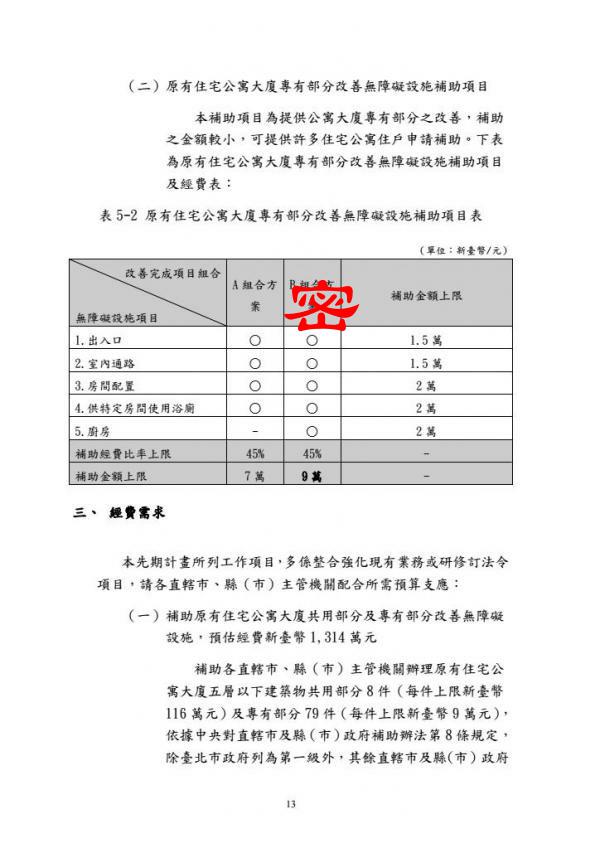 （二）原有住宅公寓大廈專有部分改善無障礙設施補助項目
本補助項目為提供公寓大廈專有部分之改善，補助
之金額較小，可提供許多住宅公寓住戶申請補助。下表
為原有住宅公寓大廈專有部分改善無障礙設施補助項目
及經費表：
表 5-2 原有住宅公寓大廈專有部分改善無障礙設施補助項目表
（單位：新臺幣/元）
改善完成項目組合
無障礙設施項目
A 組合方
案
B 組合方
密
補助金額上限
1.出入口 ○ ○ 1.5 萬
2.室內通路 ○ ○ 1.5 萬
3.房間配置 ○ ○ 2 萬
4.供特定房間使用浴廁 ○ ○ 2 萬
5.廚房 - ○ 2 萬
補助經費比率上限 45% 45% -
補助金額上限 7 萬 9 萬 -
三、 經費需求
本先期計畫所列工作項目，多係整合強化現有業務或研修訂法令
項目，請各直轄市、縣（市）主管機關配合所需預算支應：
（一）補助原有住宅公寓大廈共用部分及專有部分改善無障礙
設施，預估經費新臺幣 1,314 萬元
補助各直轄市、縣（市）主管機關辦理原有住宅公
寓大廈五層以下建築物共用部分 8 件（每件上限新臺幣
116 萬元）及專有部分 79 件（每件上限新臺幣 9 萬元），
依據中央對直轄市及縣（市）政府補助辦法第 8 條規定，
除臺北市政府列為第一級外，其餘直轄市及縣(市）政府
13